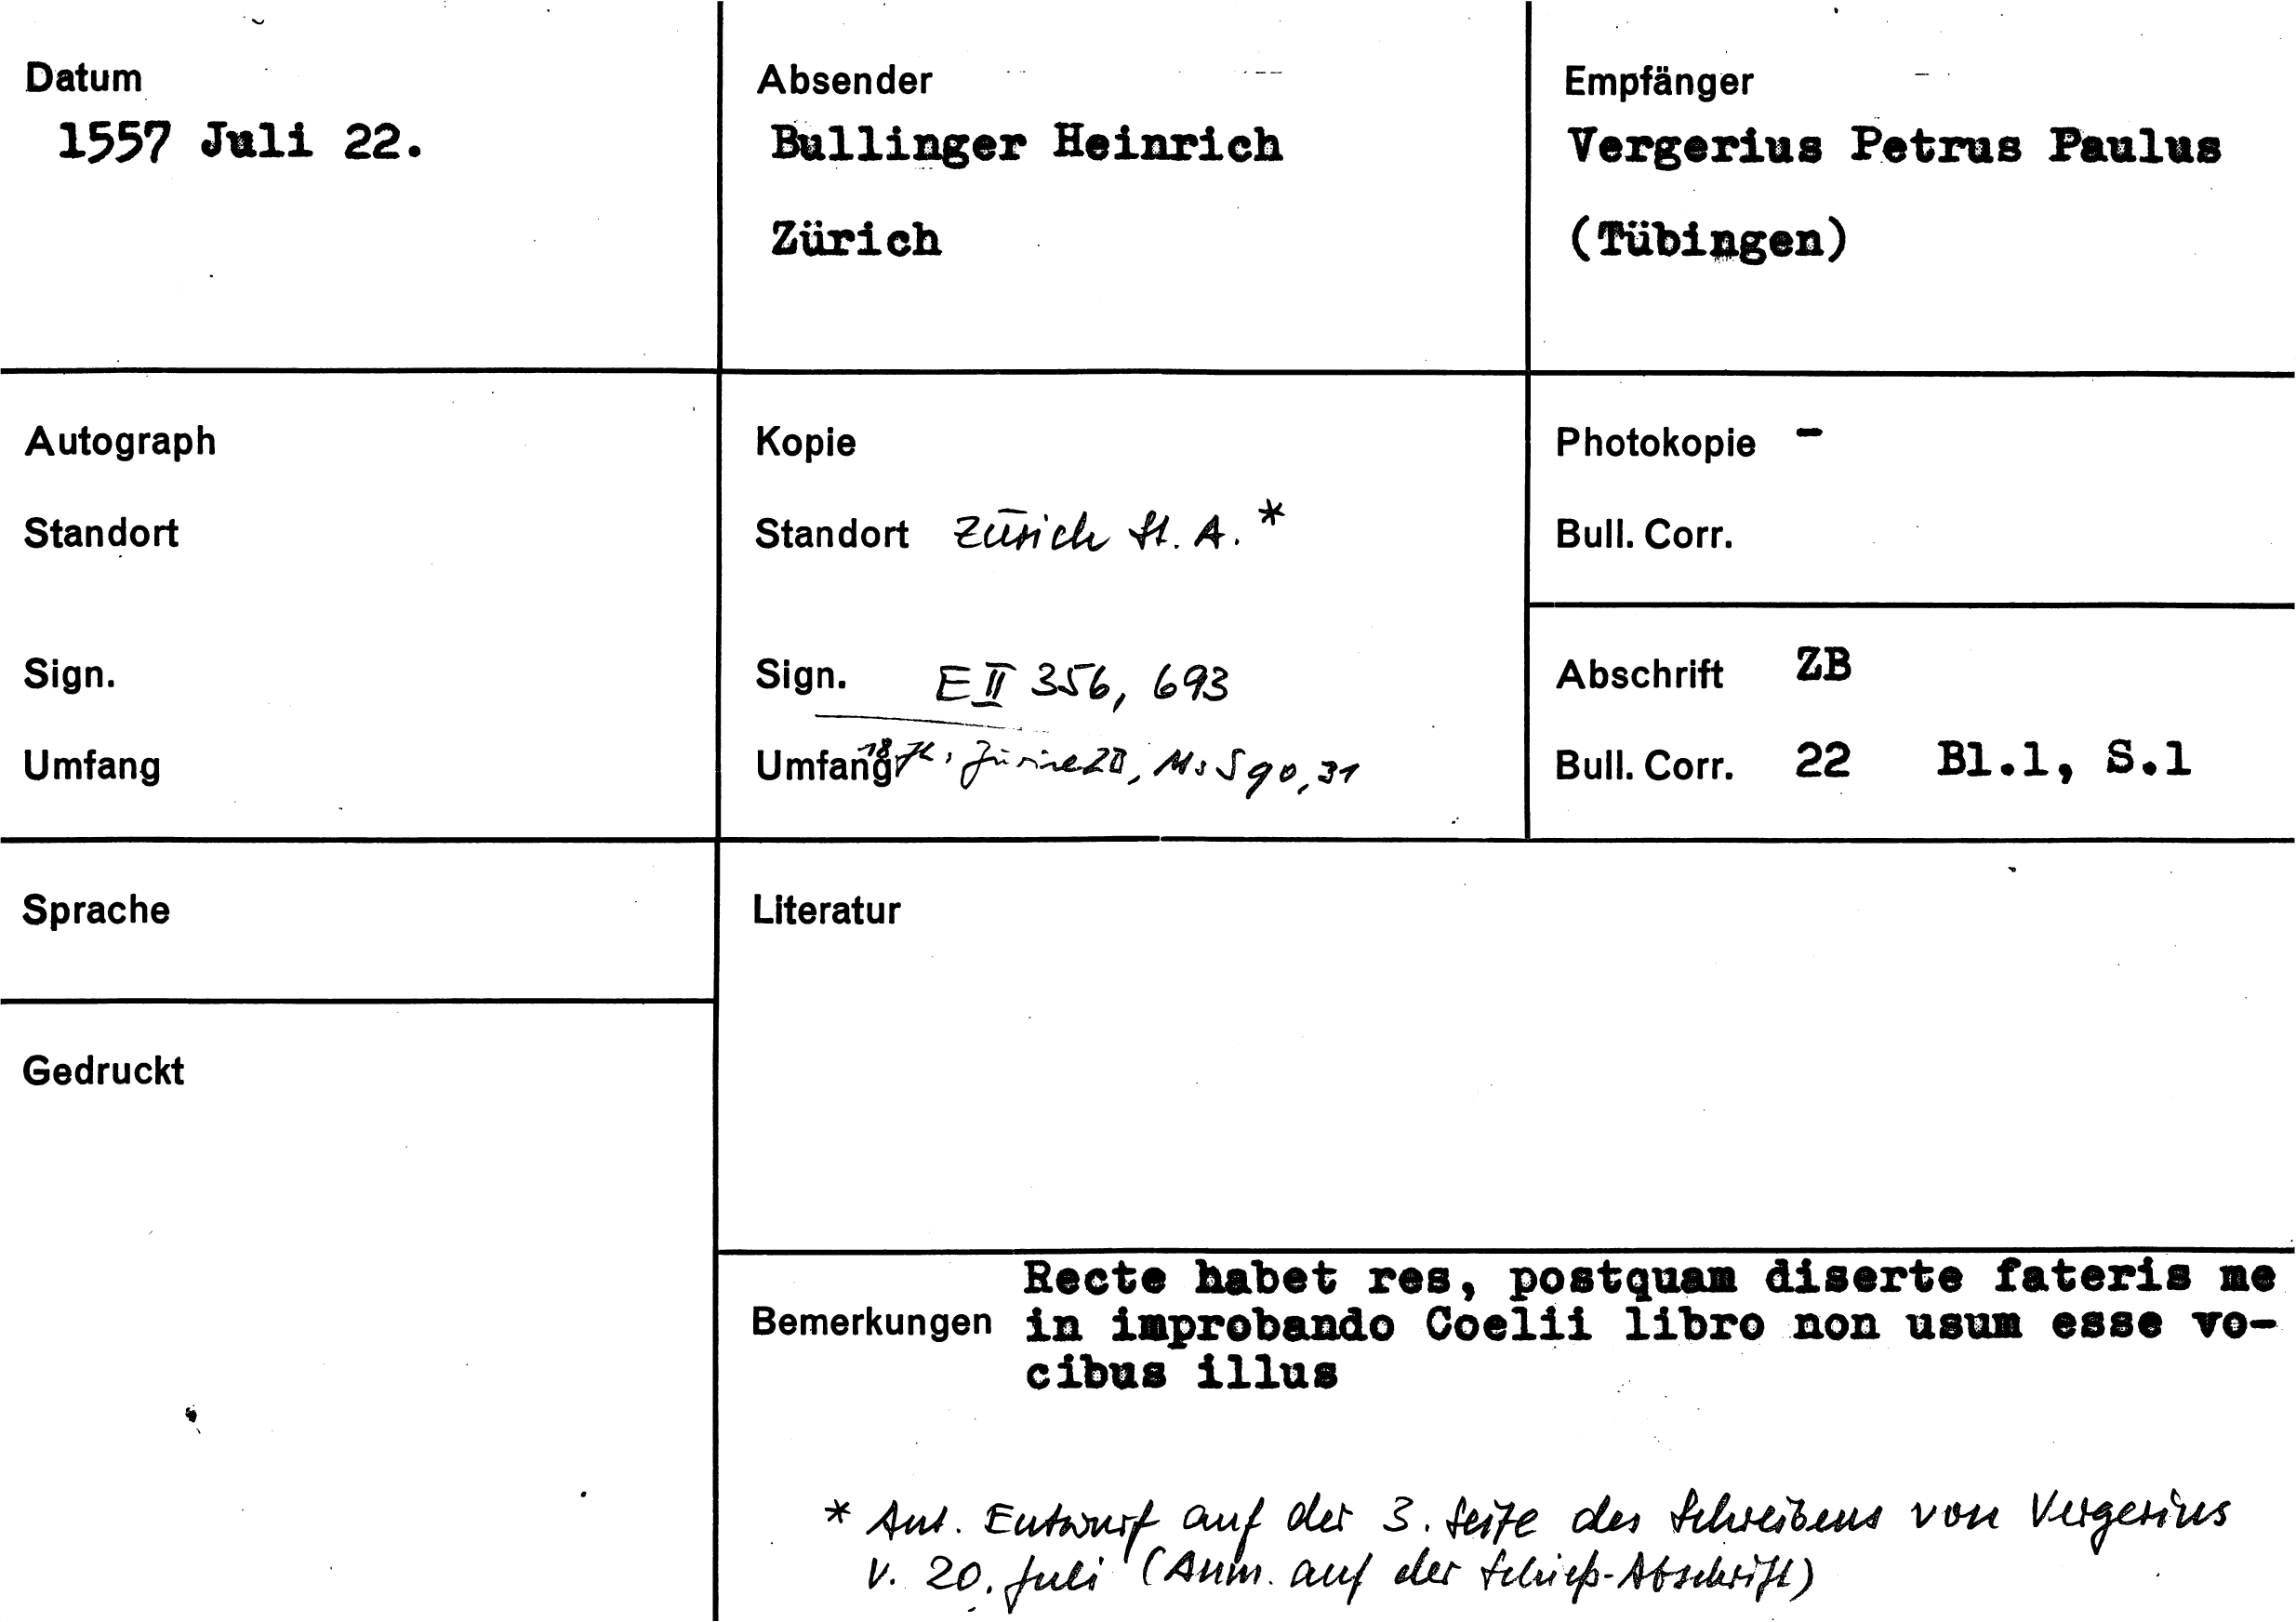 Datum
1557 Juli 22.
Absender
Bullinger Heinrich
Zürich
Empfänger
Vergerius Petrus Paulus
(Tübingen)
Autograph
Standort
Sign.
Umfang
Kopie
Standort Zürich St. A. *
Sign. E II 356, 693
Umfang 18. Jh., Zürich ZB, Ms S 90, 31
Photokopie -
Bull. Corr.
Abschrift ZB
Bull. Corr. 22 Bl.1, S.1
Sprache
Gedruckt
Literatur
Bemerkungen
Recte habet res, postquam diserte fateris me
in improbando Coelii libro non usum esse vo-
cibus illus
* Aut. Entwurf auf der 3. Seite des Schreibens von Vergerius
v. 20. Juli (Anm. auf der Schieß-Abschrift)